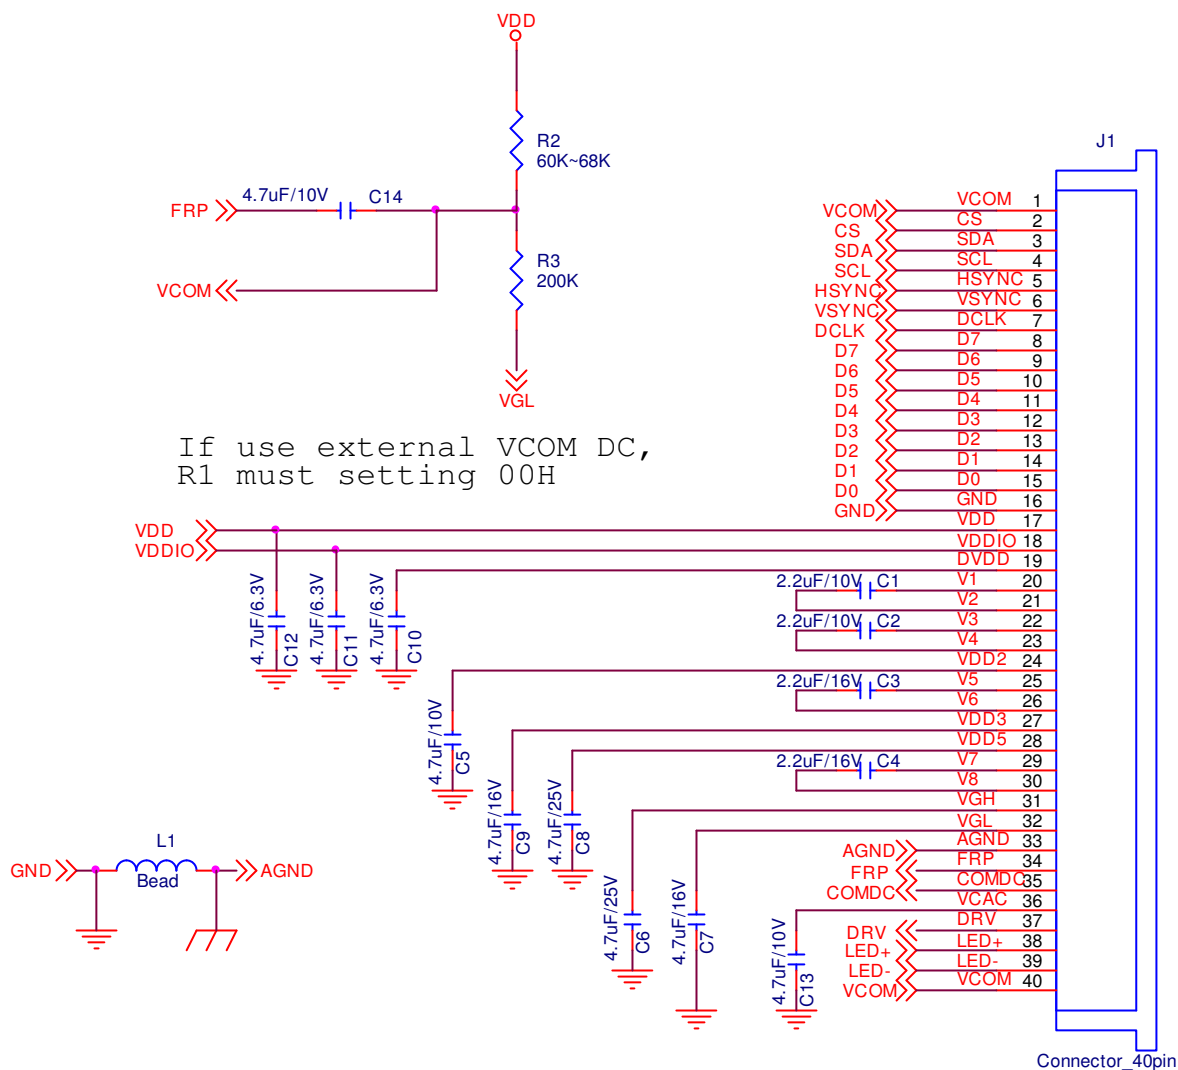 VDD
R2
60K~68K
4.7uF/10V
C14
FRP
R3
200K
VCOM
VGL
If use external VCOM DC,
R1 must setting 00H
J1
VCOM VCOM 1
CS CS 2
SDA SDA 3
SCL SCL 4
HSYNC HSYNC 5
VSYNC VSYNC 6
DCLK DCLK 7
D7 D7 8
D6 D6 9
D5 D5 10
D4 D4 11
D3 D3 12
D2 D2 13
D1 D1 14
D0 D0 15
GND GND 16
VDD VDD 17
VDDIO VDDIO 18
DVDD 19
2.2uF/10V C1 V1 20
V2 21
2.2uF/10V C2 V3 22
V4 23
VDD2 24
2.2uF/16V C3 V5 25
V6 26
VDD3 27
VDD5 28
2.2uF/16V C4 V7 29
V8 30
VGH 31
VGL 32
AGND AGND 33
FRP FRP 34
COMDC COMDC 35
VCAC 36
DRV DRV 37
LED+ LED+ 38
LED- LED- 39
VCOM VCOM 40
Connector_40pin
4.7uF/6.3V C12
4.7uF/6.3V C11
4.7uF/6.3V C10
4.7uF/10V C5
4.7uF/16V C9
4.7uF/25V C8
4.7uF/25V C6
4.7uF/16V C7
4.7uF/10V C13
L1
GND Bead AGND